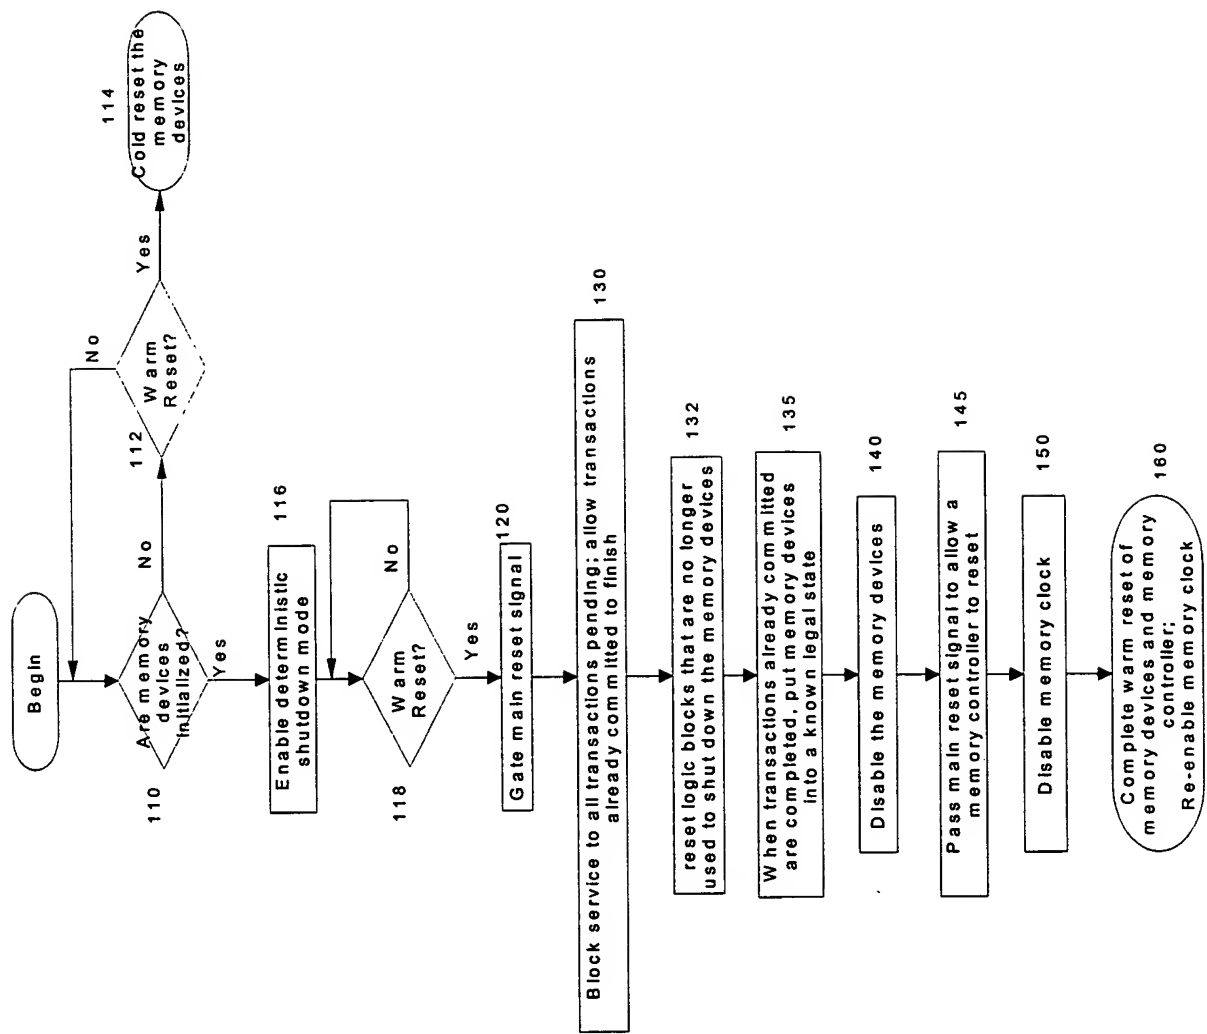 Begin
Are memory
devices
initialized?
110
No
Yes
Warm
Reset?
112
No
Yes
Cold reset the
memory
devices
114
Enable deterministic
shutdown mode
116
Warm
Reset?
118
No
Yes
Gate main reset signal
120
Block service to all transactions pending; allow transactions
already committed to finish
130
reset logic blocks that are no longer
used to shut down the memory devices
132
When transactions already committed
are completed, put memory devices
into a known legal state
135
Disable the memory devices
140
Pass main reset signal to allow a
memory controller to reset
145
Disable memory clock
150
Complete warm reset of
memory devices and memory
controller;
Re-enable memory clock
160